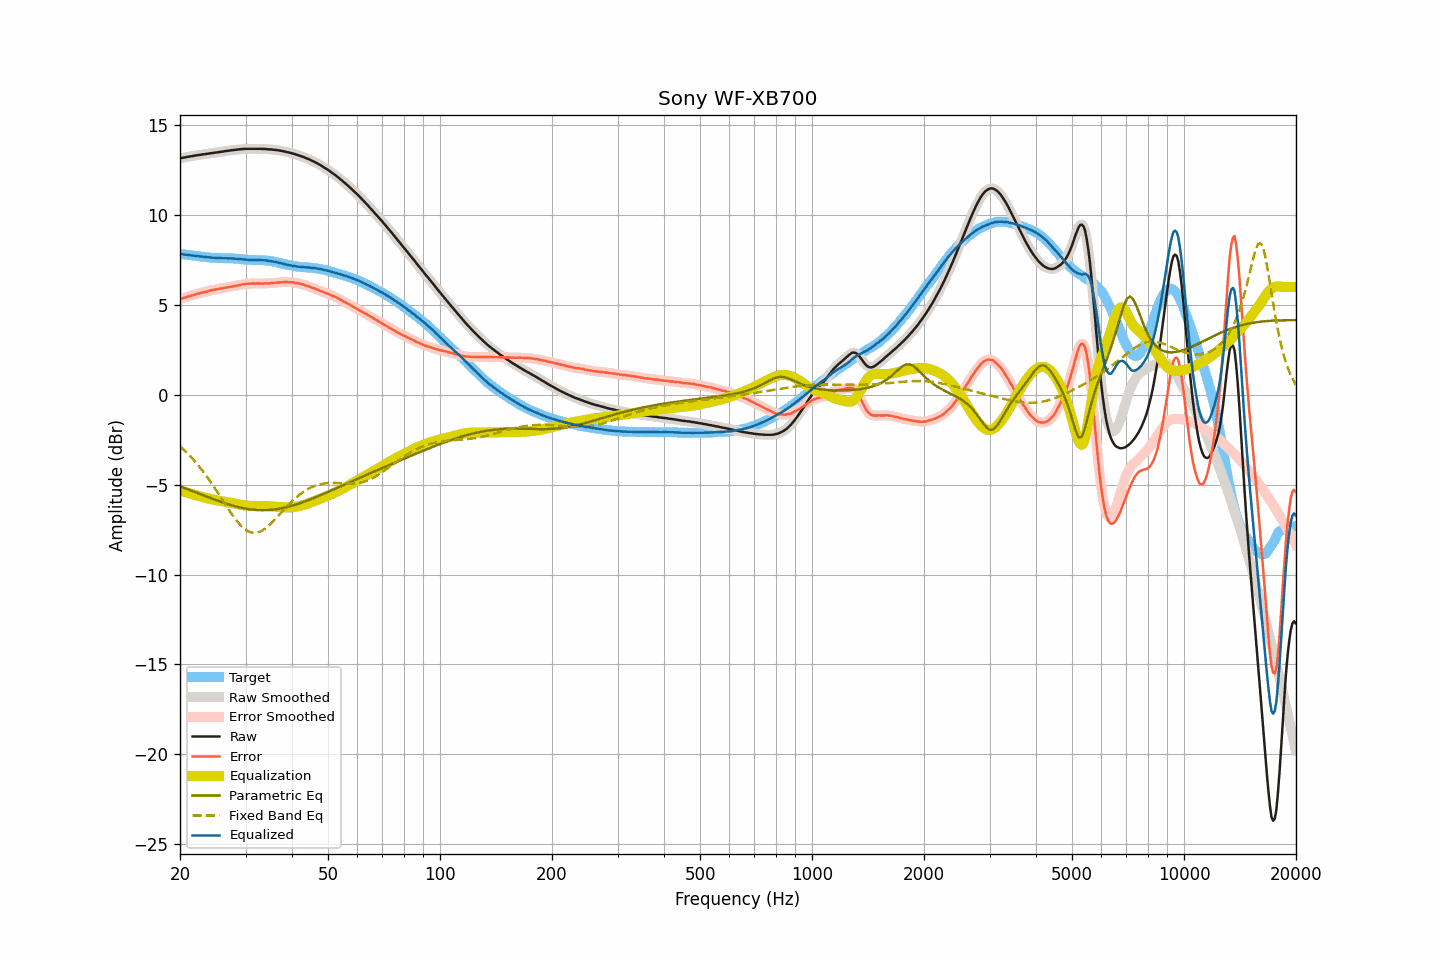 Sony WF-XB700
15
10
5
0
−5
−10
−15
−20
−25
Amplitude (dBr)
Target
Raw Smoothed
Error Smoothed
Raw
Error
Equalization
Parametric Eq
Fixed Band Eq
Equalized
20 50 100 200 500 1000 2000 5000 10000 20000
Frequency (Hz)